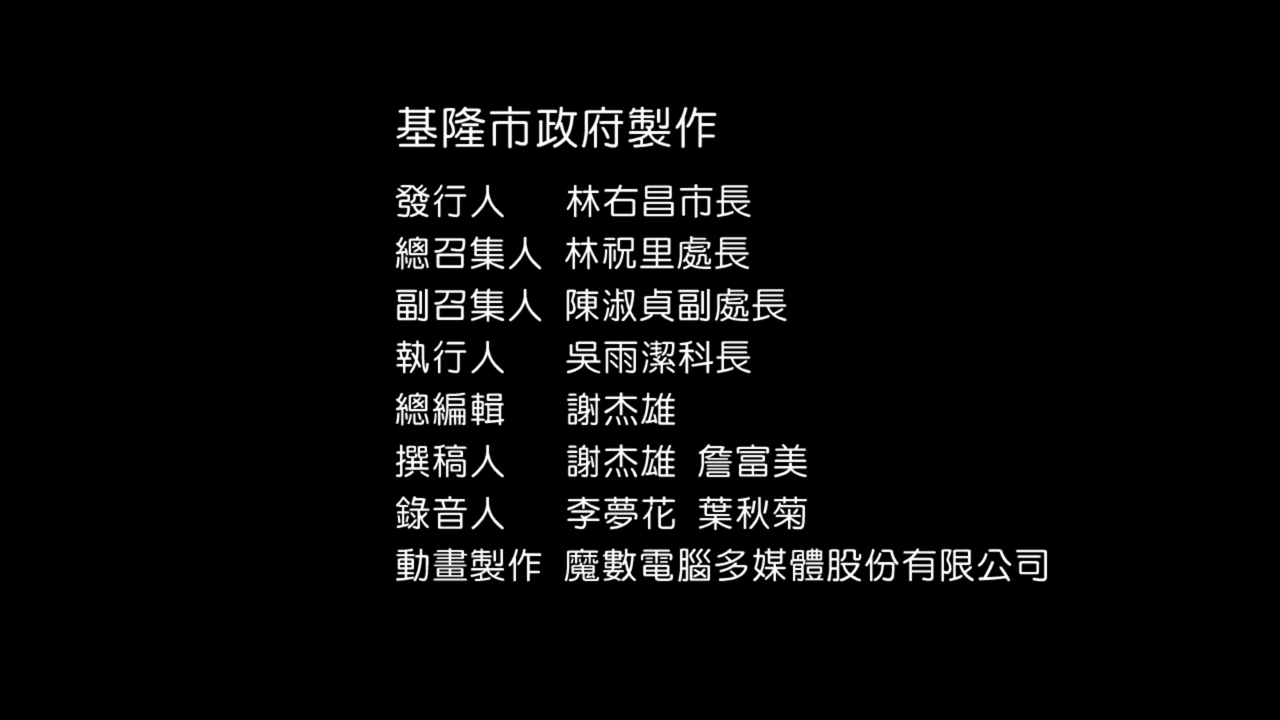 基隆市政府製作
發行人 林右昌市長
總召集人 林祝里處長
副召集人 陳淑貞副處長
執行人 吳雨潔科長
總編輯 謝杰雄
撰稿人 謝杰雄 詹富美
錄音人 李夢花 葉秋菊
動畫製作 魔數電腦多媒體股份有限公司